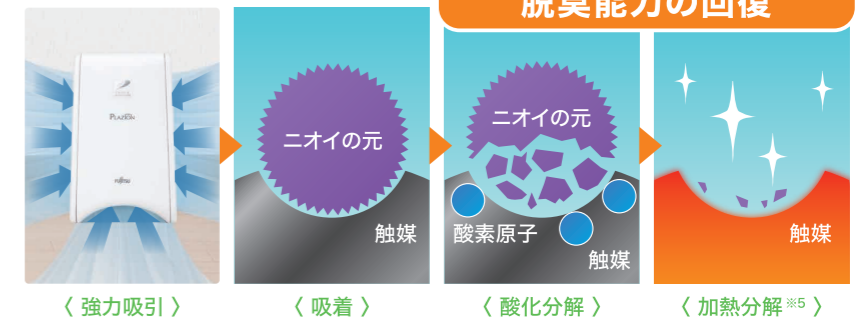 脱臭能力の回復
PLAZION
FUJITSU
ニオイの元
触媒
ニオイの元
酸素原子
触媒
触媒
〈 強力吸引 〉
〈 吸着 〉
〈 酸化分解 〉
〈 加熱分解 ※5 〉